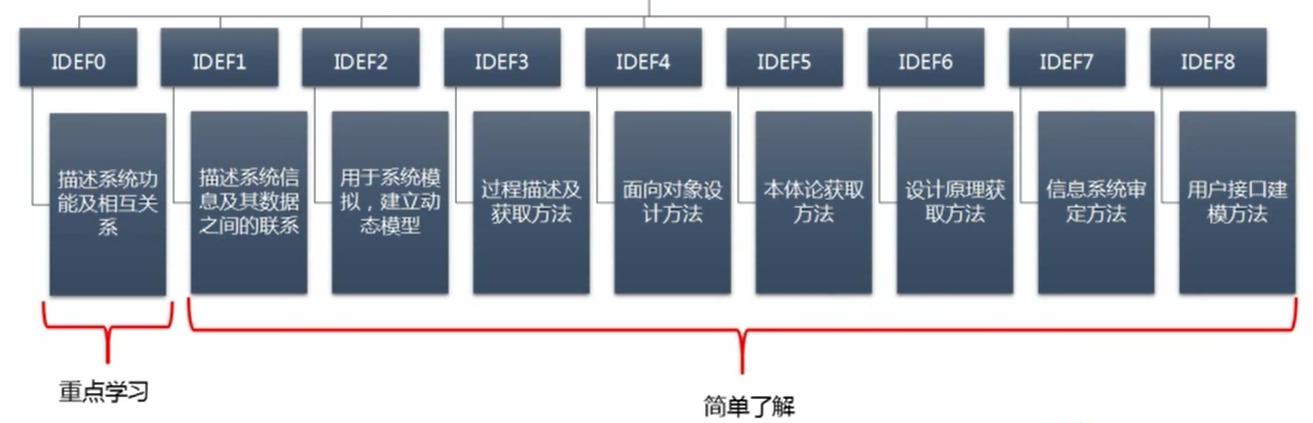 IDEF0
IDEF1
IDEF2
IDEF3
IDEF4
IDEF5
IDEF6
IDEF7
IDEF8
描述系统功
能及相互关
系
描述系统信
息及其数据
之间的联系
用于系统模
拟，建立动
态模型
过程描述及
获取方法
面向对象设
计方法
本体论获取
方法
设计原理获
取方法
信息系统审
定方法
用户接口建
模方法
重点学习
简单了解